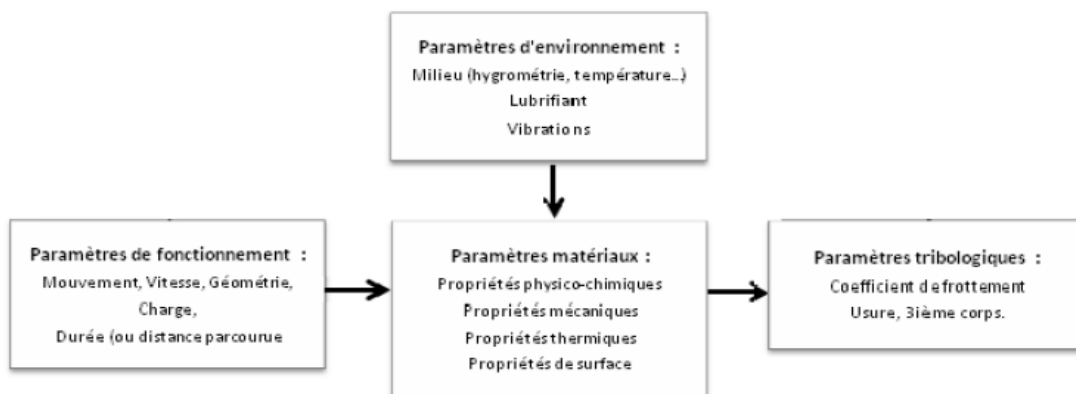 Paramètres d'environnement :
Milieu (hygrométrie, température...)
Lubrifiant
Vibrations
Paramètres de fonctionnement :
Mouvement, Vitesse, Géométrie,
Charge,
Durée (ou distance parcourue
Paramètres matériaux :
Propriétés physico-chimiques
Propriétés mécaniques
Propriétés thermiques
Propriétés de surface
Paramètres tribologiques :
Coefficient de frottement
Usure, 3ième corps.